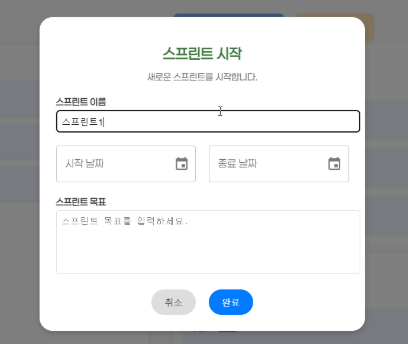 스프린트 시작
새로운 스프린트를 시작합니다.
스프린트 이름
스프린트1
시작 날짜 종료 날짜
스프린트 목표
스프린트 목표를 입력하세요.
취소 완료